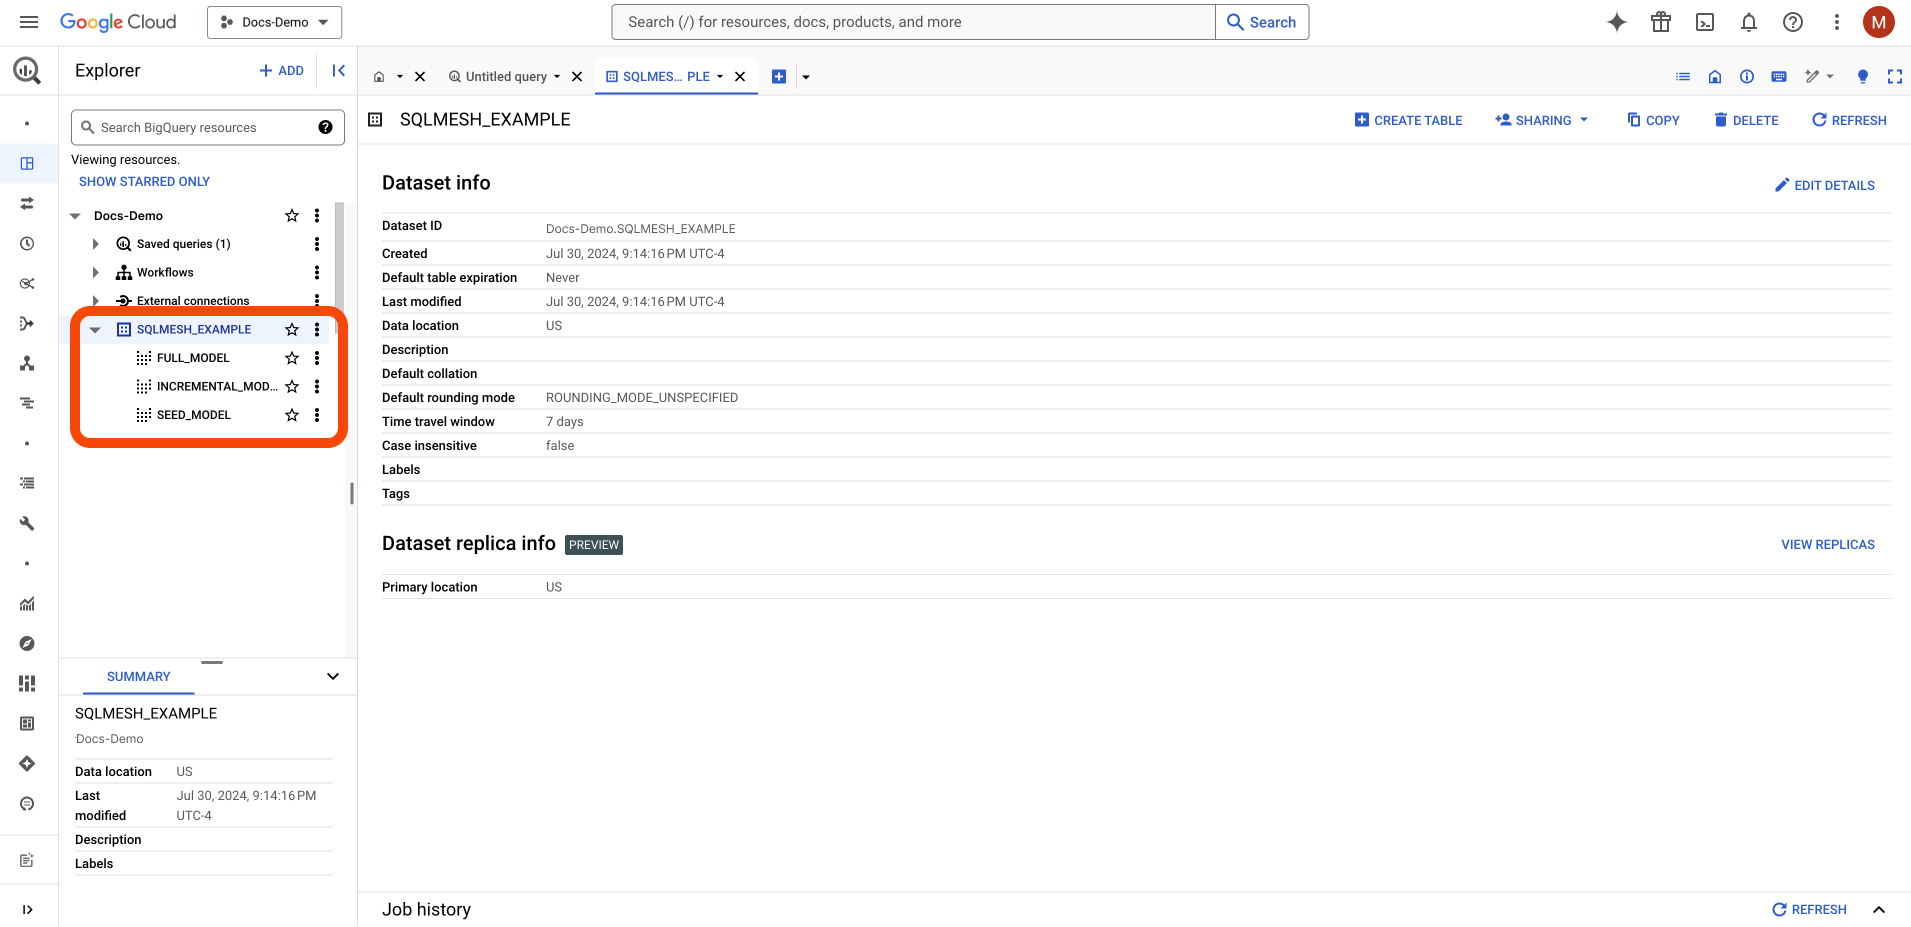 Google Cloud
Docs-Demo
Search (/) for resources, docs, products, and more
Search
M
Explorer
ADD
Untitled query
SQLMES... PLE
Search BigQuery resources
Viewing resources.
SHOW STARRED ONLY
Docs-Demo
Saved queries (1)
Workflows
External connections
SQLMESH_EXAMPLE
FULL_MODEL
INCREMENTAL_MOD...
SEED_MODEL
SUMMARY
SQLMESH_EXAMPLE
Docs-Demo
Data location US
Last modified Jul 30, 2024, 9:14:16 PM UTC-4
Description
Labels
SQLMESH_EXAMPLE
CREATE TABLE
SHARING
COPY
DELETE
REFRESH
Dataset info
EDIT DETAILS
Dataset ID Docs-Demo.SQLMESH_EXAMPLE
Created Jul 30, 2024, 9:14:16 PM UTC-4
Default table expiration Never
Last modified Jul 30, 2024, 9:14:16 PM UTC-4
Data location US
Description
Default collation
Default rounding mode ROUNDING_MODE_UNSPECIFIED
Time travel window 7 days
Case insensitive false
Labels
Tags
Dataset replica info PREVIEW
VIEW REPLICAS
Primary location US
Job history
REFRESH